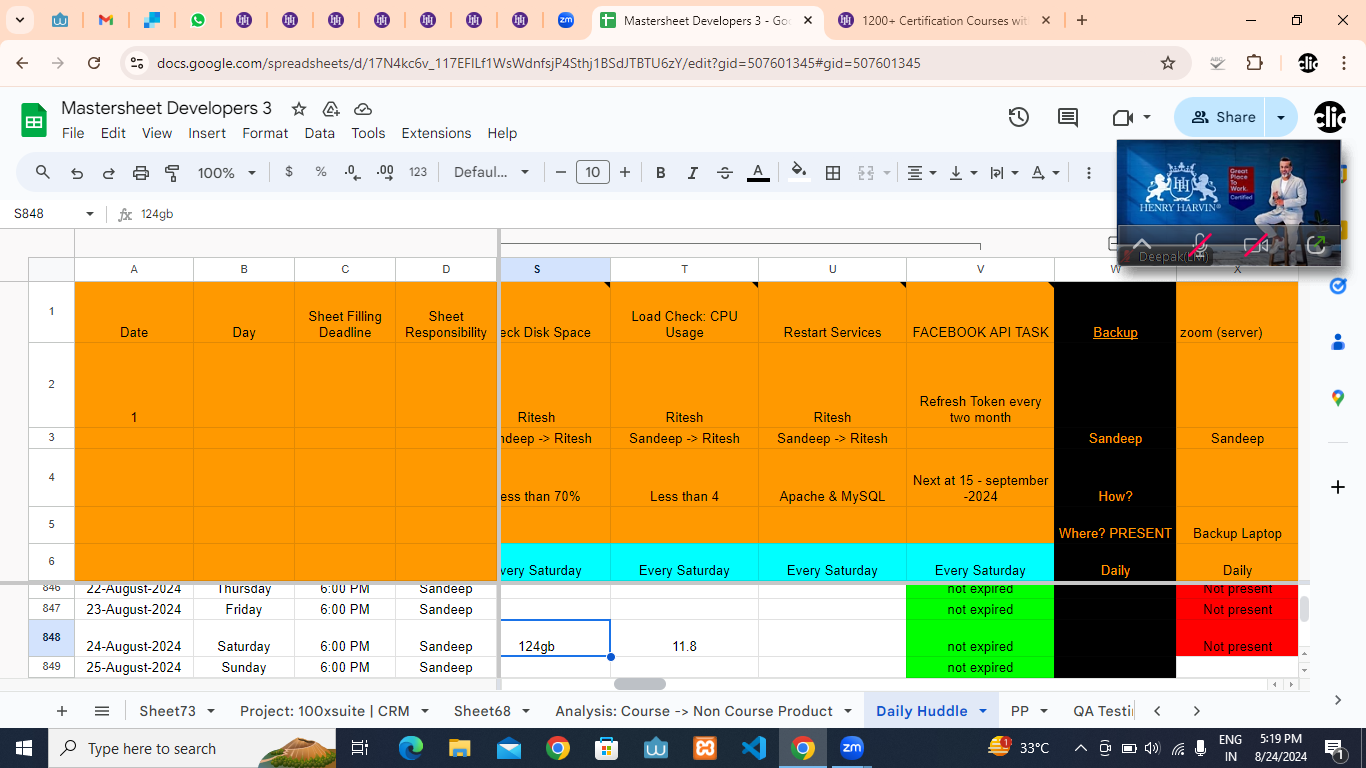 Mastersheet Developers 3 - Goo
1200+ Certification Courses wit
docs.google.com/spreadsheets/d/17N4kc6v_117EFILf1WsWdnfsjP4Sthj1BSdJTBTU6zY/edit?gid=507601345#gid=507601345
Mastersheet Developers 3
File Edit View Insert Format Data Tools Extensions Help
Share
100% $ % .0 .00 123 Defaul... 10 B I A
S848 124gb
HENRY HARVIN®
Great Place To Work.
Certified
Deepak(LM)
A B C D S T U V W X
1 Date Day Sheet Filling Deadline Sheet Responsibility eck Disk Space Load Check: CPU Usage Restart Services FACEBOOK API TASK Backup zoom (server)
2 1 Ritesh Ritesh Ritesh Refresh Token every two month
3 ndeep -> Ritesh Sandeep -> Ritesh Sandeep -> Ritesh Sandeep Sandeep
4 ess than 70% Less than 4 Apache & MySQL Next at 15 - september -2024 How?
5 Where? PRESENT Backup Laptop
6 very Saturday Every Saturday Every Saturday Every Saturday Daily Daily
846 22-August-2024 Thursday 6:00 PM Sandeep not expired Not present
847 23-August-2024 Friday 6:00 PM Sandeep not expired Not present
848 24-August-2024 Saturday 6:00 PM Sandeep 124gb 11.8 not expired Not present
849 25-August-2024 Sunday 6:00 PM Sandeep not expired
Sheet73 Project: 100xsuite | CRM Sheet68 Analysis: Course -> Non Course Product Daily Huddle PP QA Testi
Type here to search
zm
33°C
ENG
IN
5:19 PM
8/24/2024
1